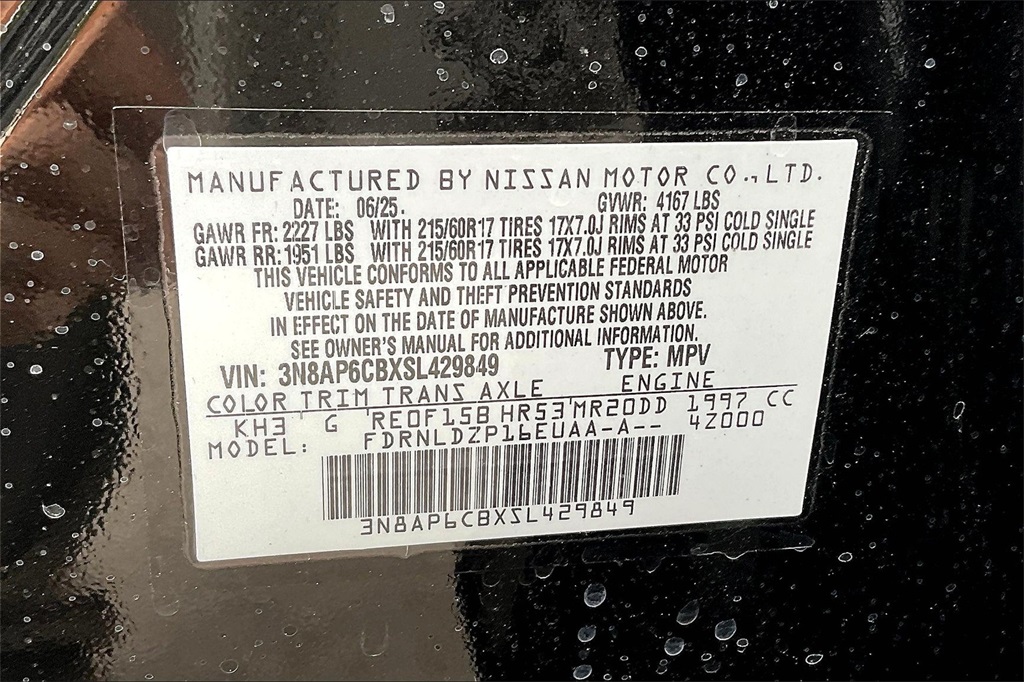 MANUFACTURED BY NISSAN MOTOR CO.,LTD.
DATE: 06/25. GVWR: 4167 LBS
GAWR FR: 2227 LBS WITH 215/60R17 TIRES 17X7.0J RIMS AT 33 PSI COLD SINGLE
GAWR RR: 1951 LBS WITH 215/60R17 TIRES 17X7.0J RIMS AT 33 PSI COLD SINGLE
THIS VEHICLE CONFORMS TO ALL APPLICABLE FEDERAL MOTOR
VEHICLE SAFETY AND THEFT PREVENTION STANDARDS
IN EFFECT ON THE DATE OF MANUFACTURE SHOWN ABOVE.
SEE OWNER'S MANUAL FOR ADDITIONAL INFORMATION.
VIN: 3N8AP6CBXSL429849 TYPE: MPV
COLOR TRIM TRANS AXLE ENGINE
KH3 G RE0F15B HR53 MR20DD 1997 CC
MODEL: FDRNLDZP16EUAA-A-- 4Z000
3N8AP6CBXSL429849